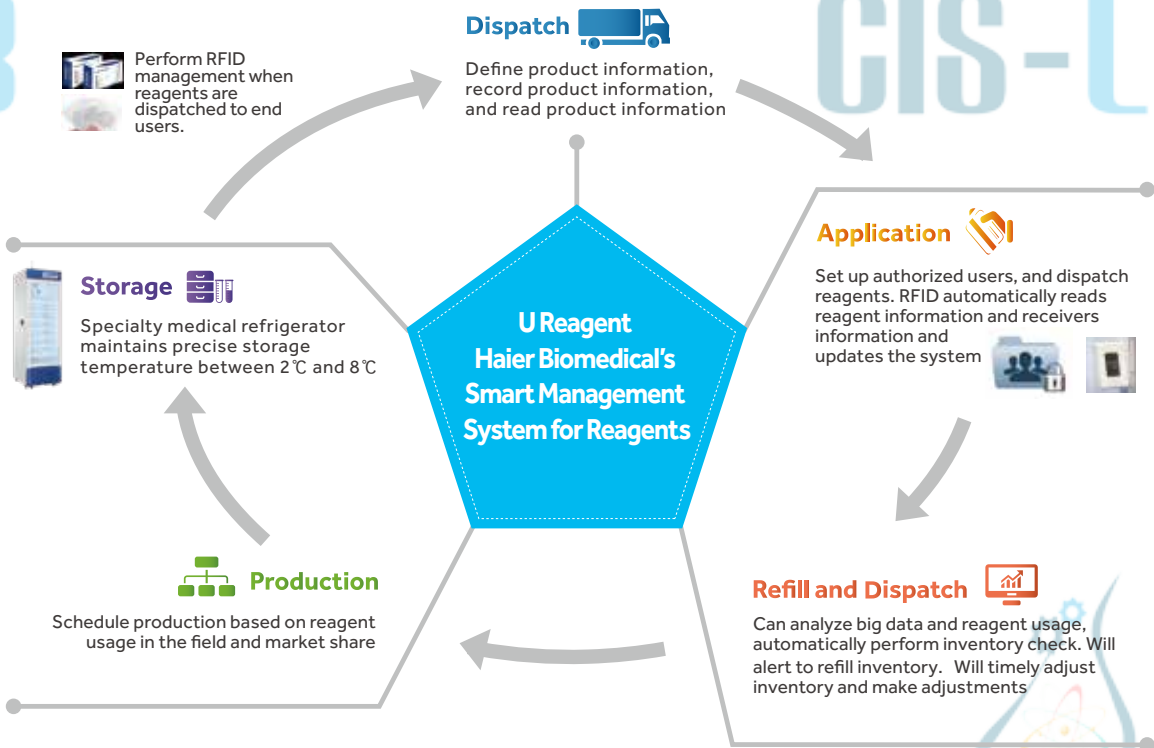 Dispatch
Define product information,
record product information,
and read product information
Perform RFID
management when
reagents are
dispatched to end
users.
CIS-L
Application
Set up authorized users, and dispatch
reagents. RFID automatically reads
reagent information and receivers
information and
updates the system
Storage
Specialty medical refrigerator
maintains precise storage
temperature between 2℃ and 8℃
U Reagent
Haier Biomedical's
Smart Management
System for Reagents
Production
Schedule production based on reagent
usage in the field and market share
Refill and Dispatch
Can analyze big data and reagent usage,
automatically perform inventory check. Will
alert to refill inventory. Will timely adjust
inventory and make adjustments